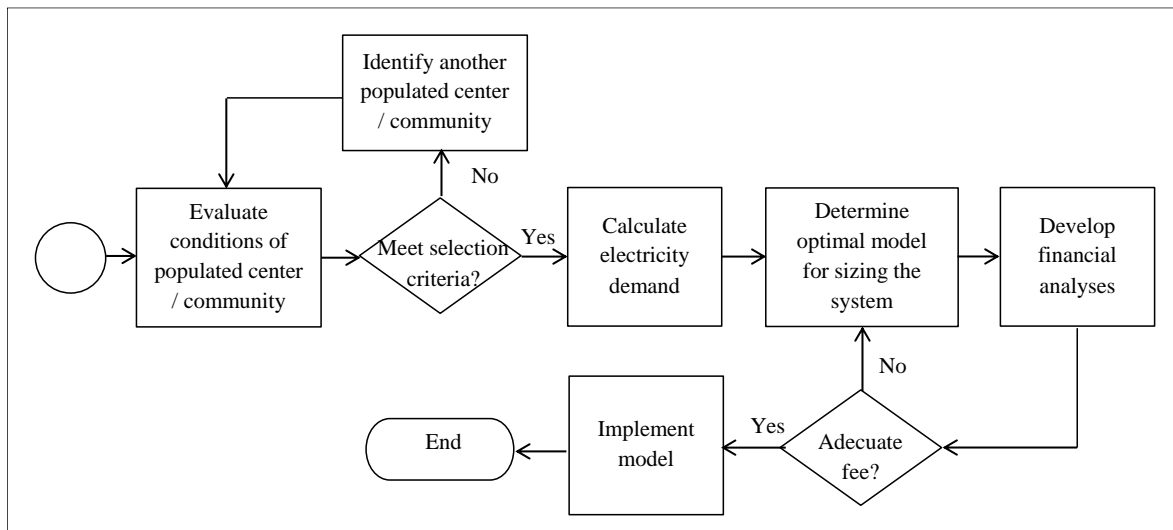 Identify another
populated center
/ community
No
Evaluate
conditions of
populated center
/ community
Meet selection
criteria?
Yes
Calculate
electricity
demand
Determine
optimal model
for sizing the
system
Develop
financial
analyses
No
Adecuate
fee?
Yes
Implement
model
End